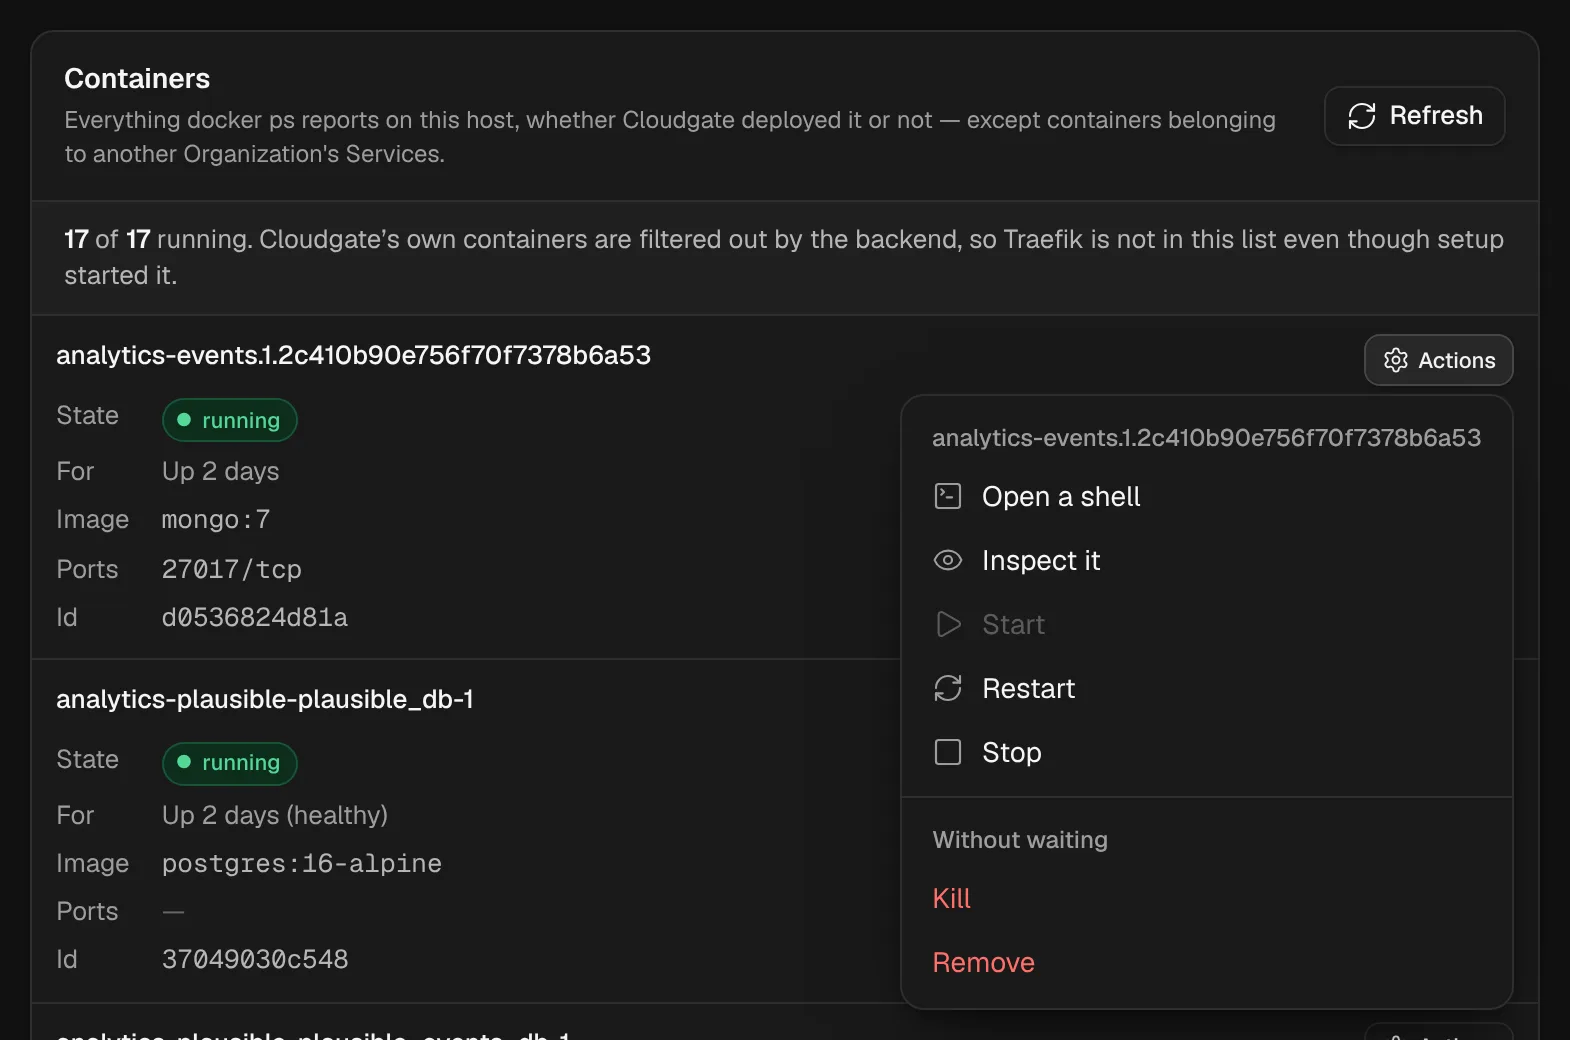 Containers
Everything docker ps reports on this host, whether Cloudgate deployed it or not — except containers belonging
to another Organization's Services.
Refresh
17 of 17 running. Cloudgate’s own containers are filtered out by the backend, so Traefik is not in this list even though setup
started it.
analytics-events.1.2c410b90e756f70f7378b6a53
Actions
State running
For Up 2 days
Image mongo:7
Ports 27017/tcp
Id d0536824d81a
analytics-events.1.2c410b90e756f70f7378b6a53
Open a shell
Inspect it
Start
Restart
Stop
Without waiting
Kill
Remove
analytics-plausible-plausible_db-1
State running
For Up 2 days (healthy)
Image postgres:16-alpine
Ports —
Id 37049030c548
analytics-plausible-plausible_events_db-1